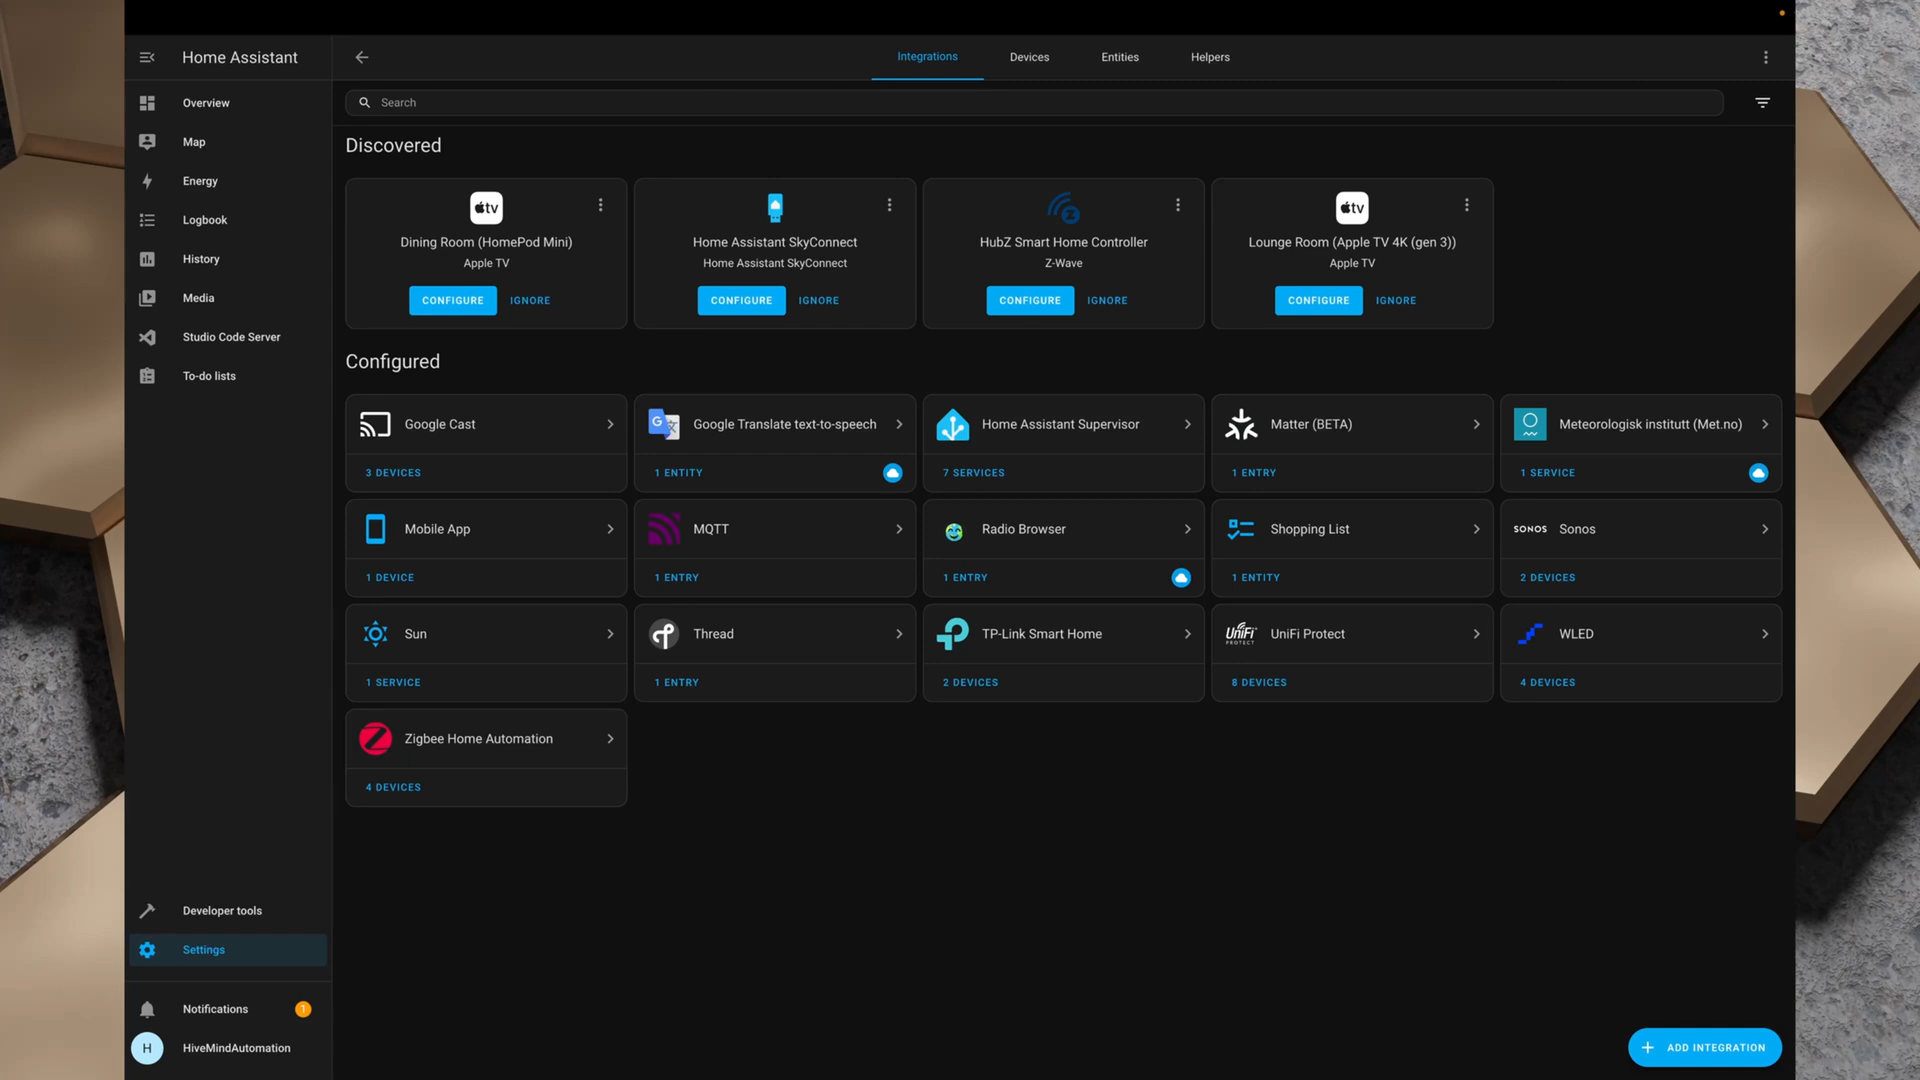 Home Assistant
Integrations
Devices
Entities
Helpers
Search
Overview
Map
Energy
Logbook
History
Media
Studio Code Server
To-do lists
Developer tools
Settings
Notifications
1
H
HiveMindAutomation
Discovered
tv
Dining Room (HomePod Mini)
Apple TV
CONFIGURE
IGNORE
Home Assistant SkyConnect
Home Assistant SkyConnect
CONFIGURE
IGNORE
HubZ Smart Home Controller
Z-Wave
CONFIGURE
IGNORE
tv
Lounge Room (Apple TV 4K (gen 3))
Apple TV
CONFIGURE
IGNORE
Configured
Google Cast
3 DEVICES
G
Google Translate text-to-speech
1 ENTITY
Home Assistant Supervisor
7 SERVICES
Matter (BETA)
1 ENTRY
Meteorologisk institutt (Met.no)
1 SERVICE
Mobile App
1 DEVICE
MQTT
1 ENTRY
Radio Browser
1 ENTRY
Shopping List
1 ENTITY
SONOS
Sonos
2 DEVICES
Sun
1 SERVICE
Thread
1 ENTRY
TP-Link Smart Home
2 DEVICES
UniFi
PROTECT
UniFi Protect
8 DEVICES
WLED
4 DEVICES
Zigbee Home Automation
4 DEVICES
ADD INTEGRATION